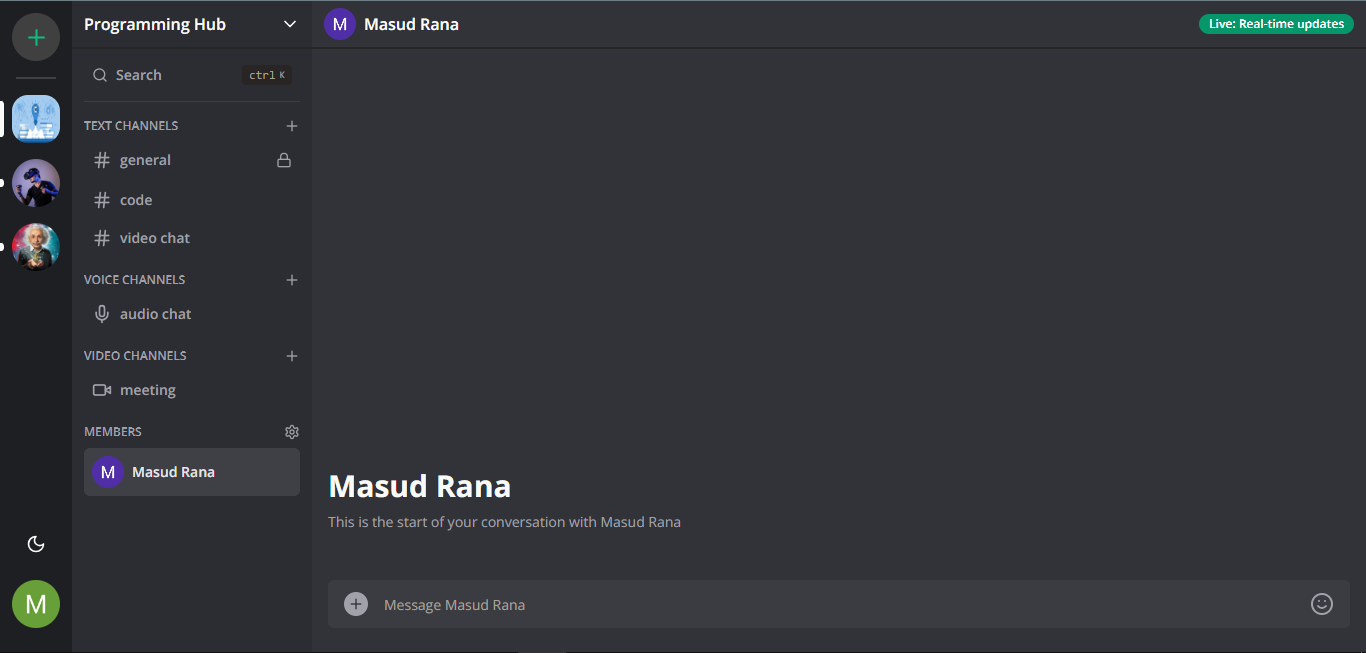 Programming Hub
Search
ctrl K
TEXT CHANNELS
general
code
video chat
VOICE CHANNELS
audio chat
VIDEO CHANNELS
meeting
MEMBERS
M Masud Rana
M
M Masud Rana
Live: Real-time updates
Masud Rana
This is the start of your conversation with Masud Rana
Message Masud Rana